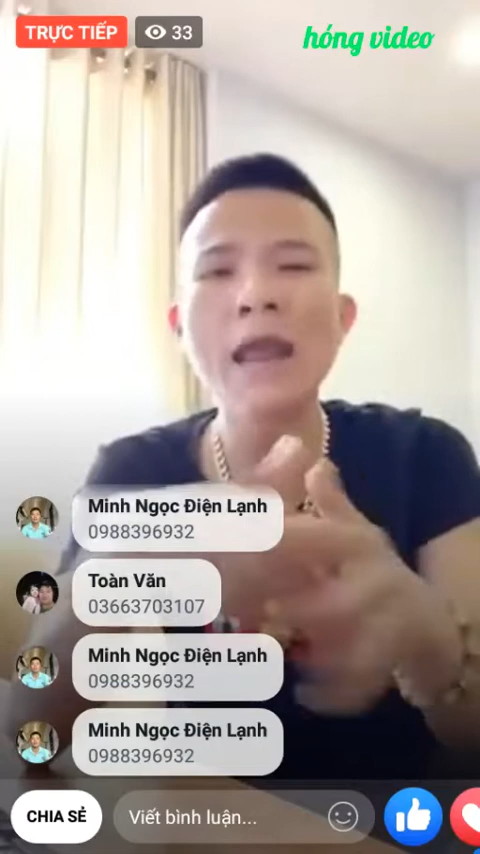 TRỰC TIẾP
33
hóng video
Minh Ngọc Điện Lạnh
0988396932
Toàn Văn
03663703107
Minh Ngọc Điện Lạnh
0988396932
Minh Ngọc Điện Lạnh
0988396932
CHIA SẺ
Viết bình luận...